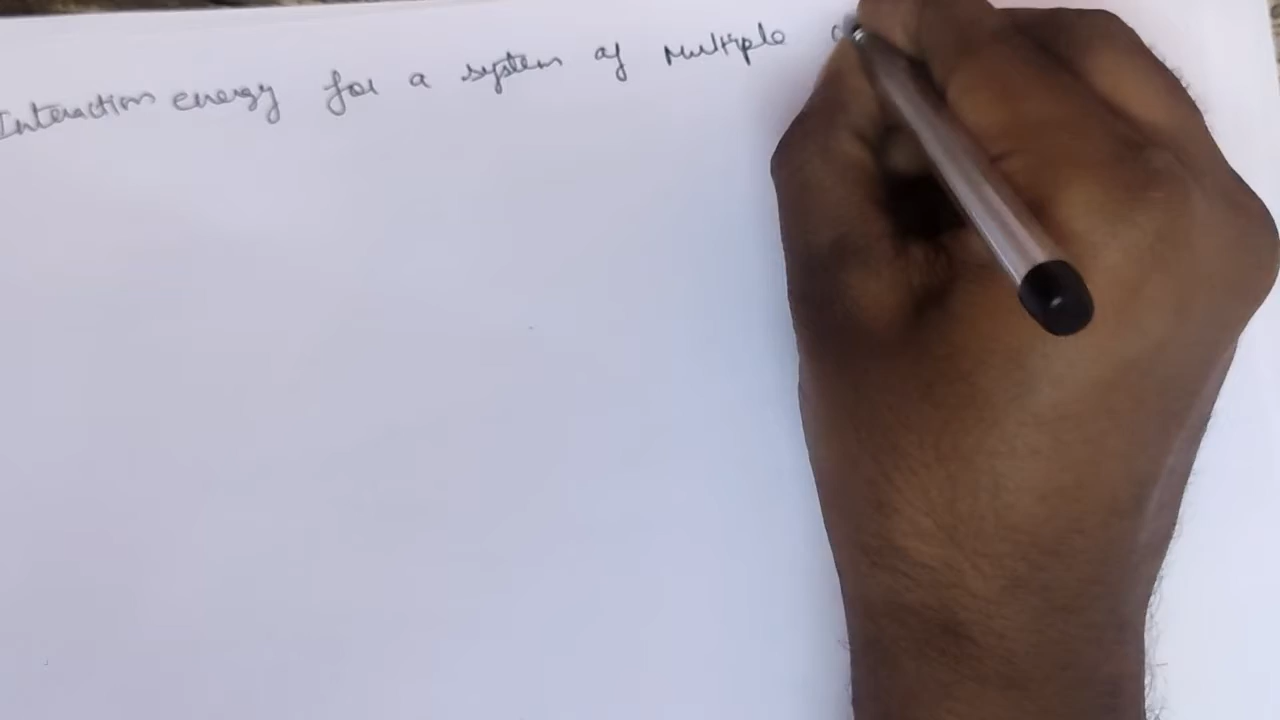 Interaction energy for a system of Multiple